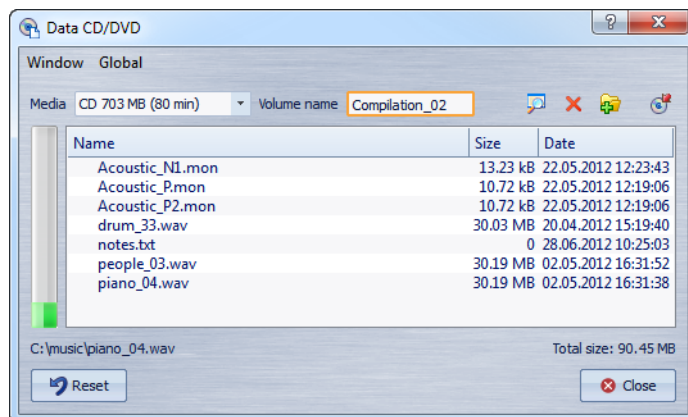 Data CD/DVD
Window Global
Media CD 703 MB (80 min) Volume name Compilation_02
Name Size Date
Acoustic_N1.mon 13.23 kB 22.05.2012 12:23:43
Acoustic_P.mon 10.72 kB 22.05.2012 12:19:06
Acoustic_P2.mon 10.72 kB 22.05.2012 12:19:06
drum_33.wav 30.03 MB 20.04.2012 15:19:40
notes.txt 0 28.06.2012 10:25:03
people_03.wav 30.19 MB 02.05.2012 16:31:52
piano_04.wav 30.19 MB 02.05.2012 16:31:38
C:\music\piano_04.wav Total size: 90.45 MB
Reset Close